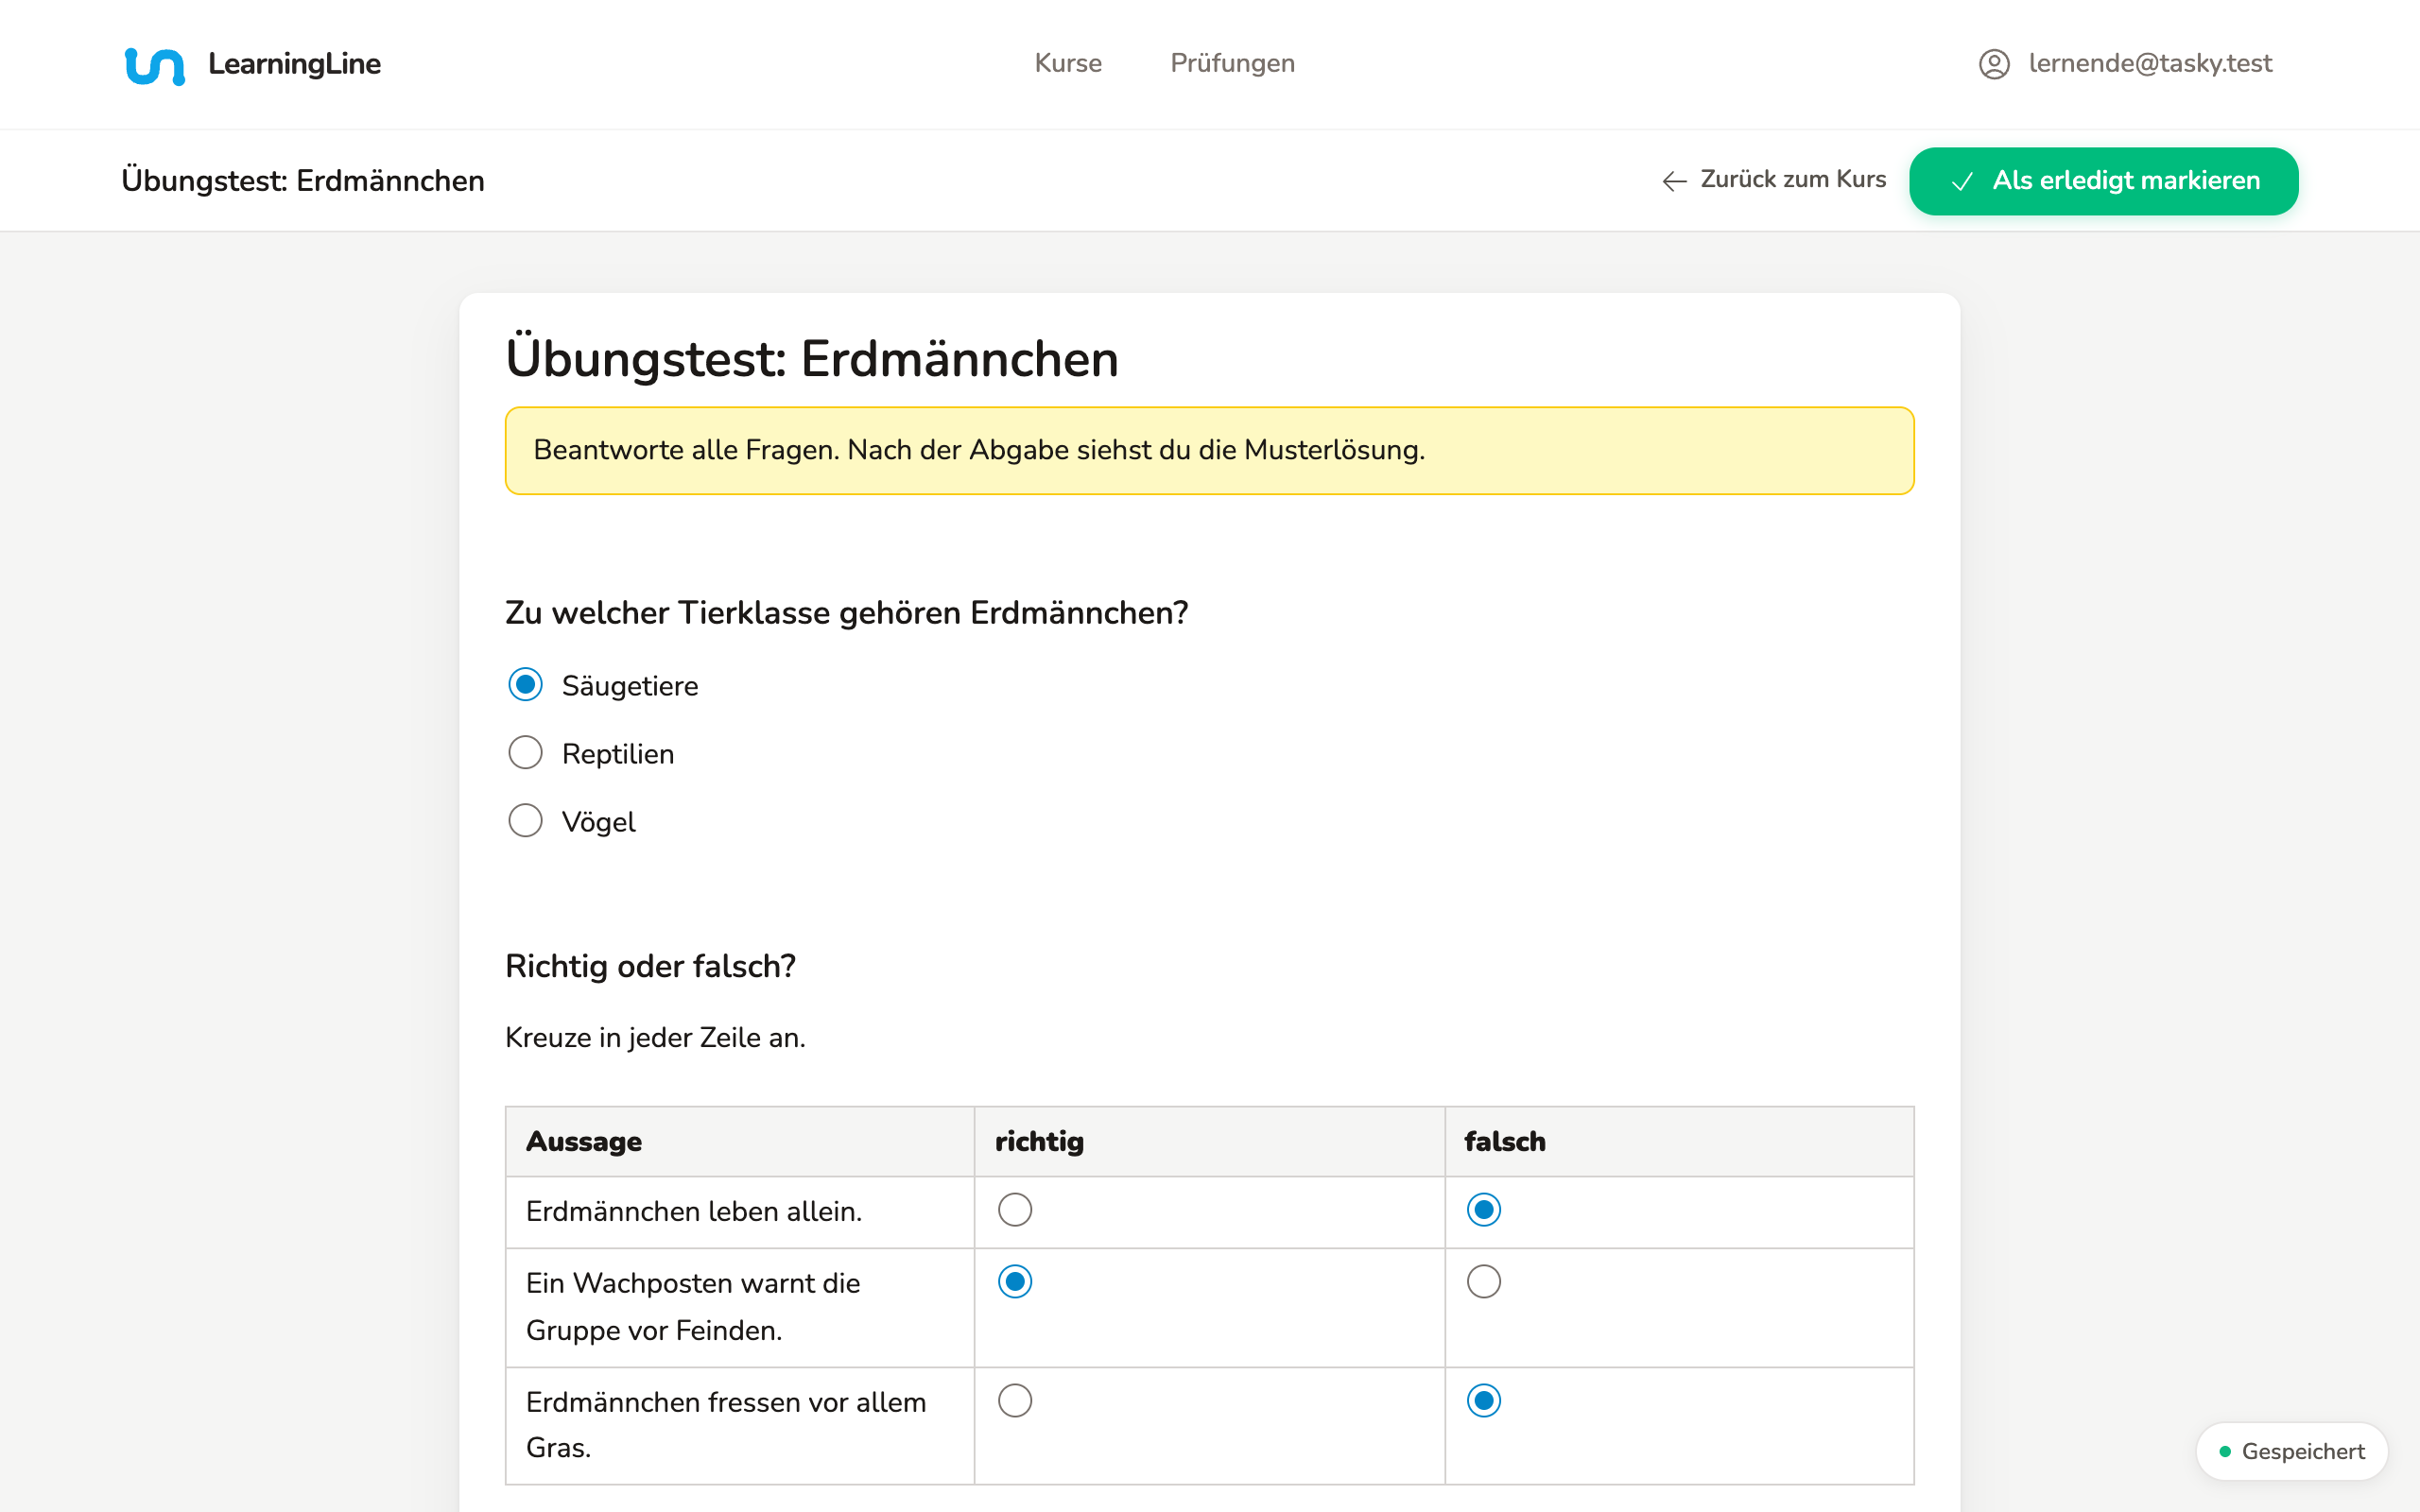 LearningLine
Kurse
Prüfungen
lernende@tasky.test
Übungstest: Erdmännchen
Zurück zum Kurs
Als erledigt markieren
Übungstest: Erdmännchen
Beantworte alle Fragen. Nach der Abgabe siehst du die Musterlösung.
Zu welcher Tierklasse gehören Erdmännchen?
Säugetiere
Reptilien
Vögel
Richtig oder falsch?
Kreuze in jeder Zeile an.
Aussage
richtig
falsch
Erdmännchen leben allein.
Ein Wachposten warnt die
Gruppe vor Feinden.
Erdmännchen fressen vor allem
Gras.
Gespeichert